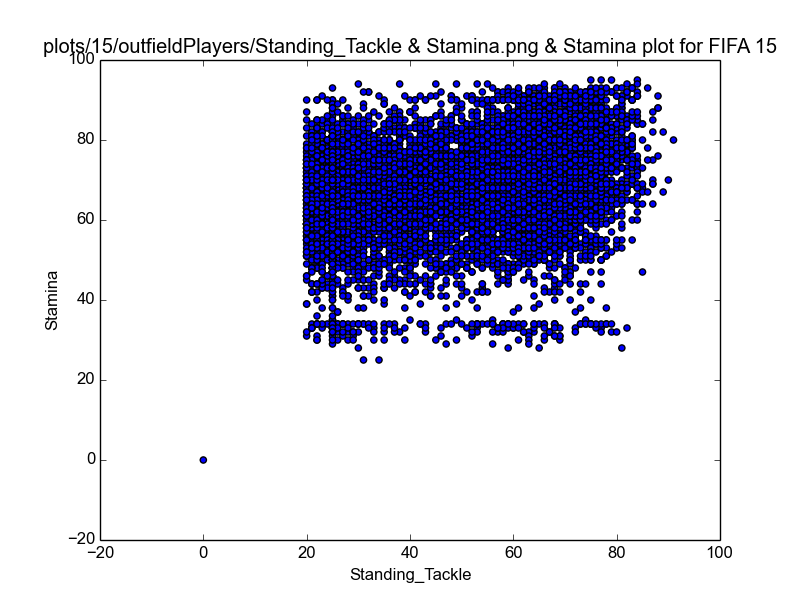 plots/15/outfieldPlayers/Standing_Tackle & Stamina.png & Stamina plot for FIFA 15
100
80
60
40
20
0
−20
−20 0 20 40 60 80 100
Stamina
Standing_Tackle